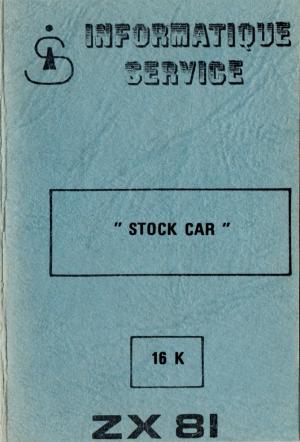 INFORMATIQUE
SERVICE
" STOCK CAR "
16 K
ZX 81